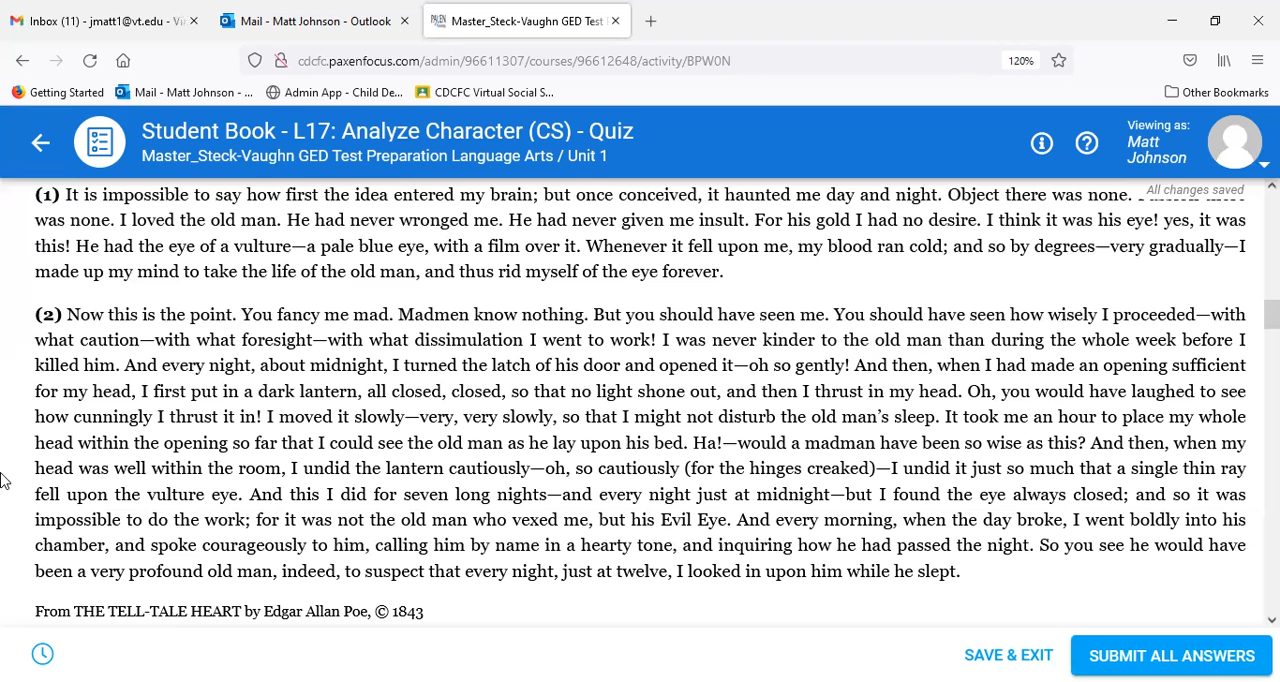 Inbox (11) - jmatt1@vt.edu - Vi
Mail - Matt Johnson - Outlook
Master_Steck-Vaughn GED Test
cdcfc.paxenfocus.com/admin/96611307/courses/96612648/activity/BPW0N
120%
Getting Started
Mail - Matt Johnson - ...
Admin App - Child De...
CDCFC Virtual Social S...
Other Bookmarks
Student Book - L17: Analyze Character (CS) - Quiz
Master_Steck-Vaughn GED Test Preparation Language Arts / Unit 1
Viewing as:
Matt
Johnson
All changes saved
(1) It is impossible to say how first the idea entered my brain; but once conceived, it haunted me day and night. Object there was none.
was none. I loved the old man. He had never wronged me. He had never given me insult. For his gold I had no desire. I think it was his eye! yes, it was
this! He had the eye of a vulture—a pale blue eye, with a film over it. Whenever it fell upon me, my blood ran cold; and so by degrees—very gradually—I
made up my mind to take the life of the old man, and thus rid myself of the eye forever.
(2) Now this is the point. You fancy me mad. Madmen know nothing. But you should have seen me. You should have seen how wisely I proceeded—with
what caution—with what foresight—with what dissimulation I went to work! I was never kinder to the old man than during the whole week before I
killed him. And every night, about midnight, I turned the latch of his door and opened it—oh so gently! And then, when I had made an opening sufficient
for my head, I first put in a dark lantern, all closed, closed, so that no light shone out, and then I thrust in my head. Oh, you would have laughed to see
how cunningly I thrust it in! I moved it slowly—very, very slowly, so that I might not disturb the old man's sleep. It took me an hour to place my whole
head within the opening so far that I could see the old man as he lay upon his bed. Ha!—would a madman have been so wise as this? And then, when my
head was well within the room, I undid the lantern cautiously—oh, so cautiously (for the hinges creaked)—I undid it just so much that a single thin ray
fell upon the vulture eye. And this I did for seven long nights—and every night just at midnight—but I found the eye always closed; and so it was
impossible to do the work; for it was not the old man who vexed me, but his Evil Eye. And every morning, when the day broke, I went boldly into his
chamber, and spoke courageously to him, calling him by name in a hearty tone, and inquiring how he had passed the night. So you see he would have
been a very profound old man, indeed, to suspect that every night, just at twelve, I looked in upon him while he slept.
From THE TELL-TALE HEART by Edgar Allan Poe, © 1843
SAVE & EXIT
SUBMIT ALL ANSWERS